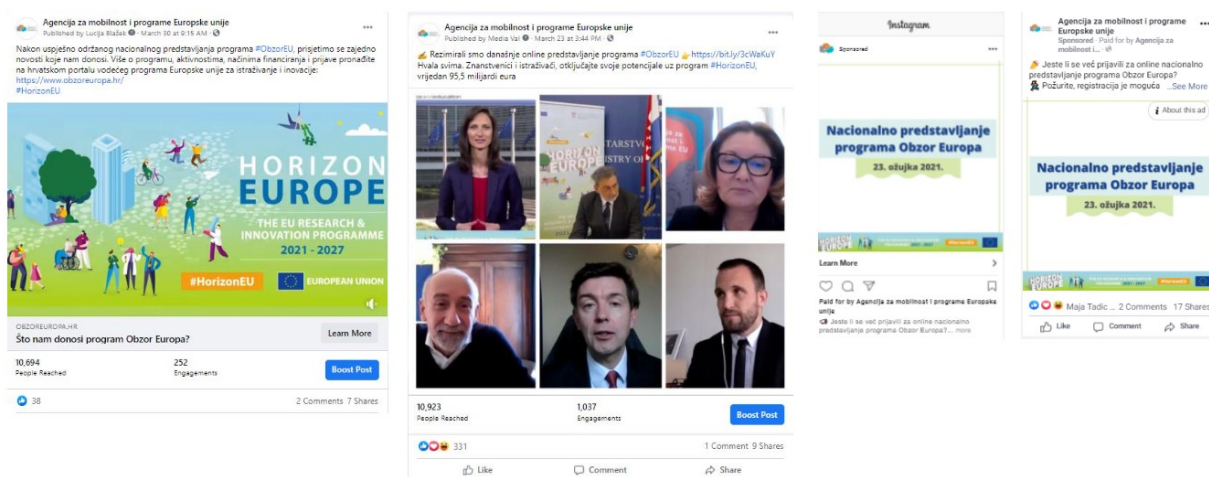 Agencija za mobilnost i programe Europske unije
Published by Lucija Blažek · March 30 at 9:15 AM ·
Nakon uspješno održanog nacionalnog predstavljanja programa #ObzorEU, prisjetimo se zajedno
novosti koje nam donosi. Više o programu, aktivnostima, načinima financiranja i prijave pronađite
na hrvatskom portalu vodećeg programa Europske unije za istraživanje i inovacije:
https://www.obzoreuropa.hr/
#HorizonEU
HORIZON
EUROPE
THE EU RESEARCH &
INNOVATION PROGRAMME
2021 - 2027
#HorizonEU
EUROPEAN UNION
OBZOREUROPA.HR
Što nam donosi program Obzor Europa?
Learn More
10,694
People Reached
252
Engagements
Boost Post
38
2 Comments 7 Shares
Agencija za mobilnost i programe Europske unije
Published by Media Val · March 23 at 3:44 PM ·
Rezimirali smo današnje online predstavljanje programa #ObzorEU https://bit.ly/3cWaKuY
Hvala svima. Znanstvenici i istraživači, otključajte svoje potencijale uz program #HorizonEU,
vrijedan 95,5 milijardi eura
10,923
People Reached
1,037
Engagements
Boost Post
331
1 Comment 9 Shares
Like
Comment
Share
Instagram
Sponsored
Nacionalno predstavljanje
programa Obzor Europa
23. ožujka 2021.
HORIZON
EUROPE
#HorizonEU
Learn More
Paid for by Agencija za mobilnost i programe Europske
unije
Jeste li se već prijavili za online nacionalno
predstavljanje programa Obzor Europa?... more
Agencija za mobilnost i programe
Europske unije
Sponsored · Paid for by Agencija za
mobilnost i... ·
Jeste li se već prijavili za online nacionalno
predstavljanje programa Obzor Europa?
Požurite, registracija je moguća ...See More
About this ad
Nacionalno predstavljanje
programa Obzor Europa
23. ožujka 2021.
HORIZON
EUROPE
Maja Tadic ... 2 Comments 17 Shares
Like
Comment
Share